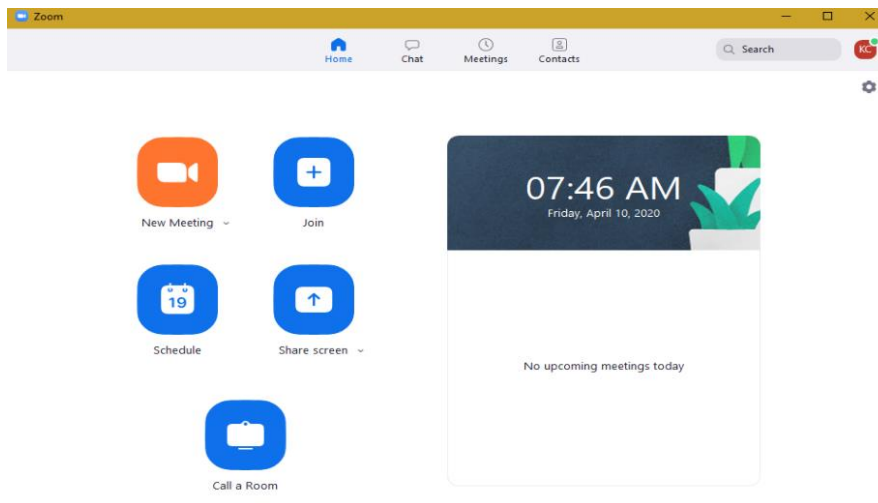 Zoom
Home
Chat
Meetings
Contacts
Search
KC
07:46 AM
Friday, April 10, 2020
New Meeting
Join
19
Schedule
Share screen
No upcoming meetings today
Call a Room